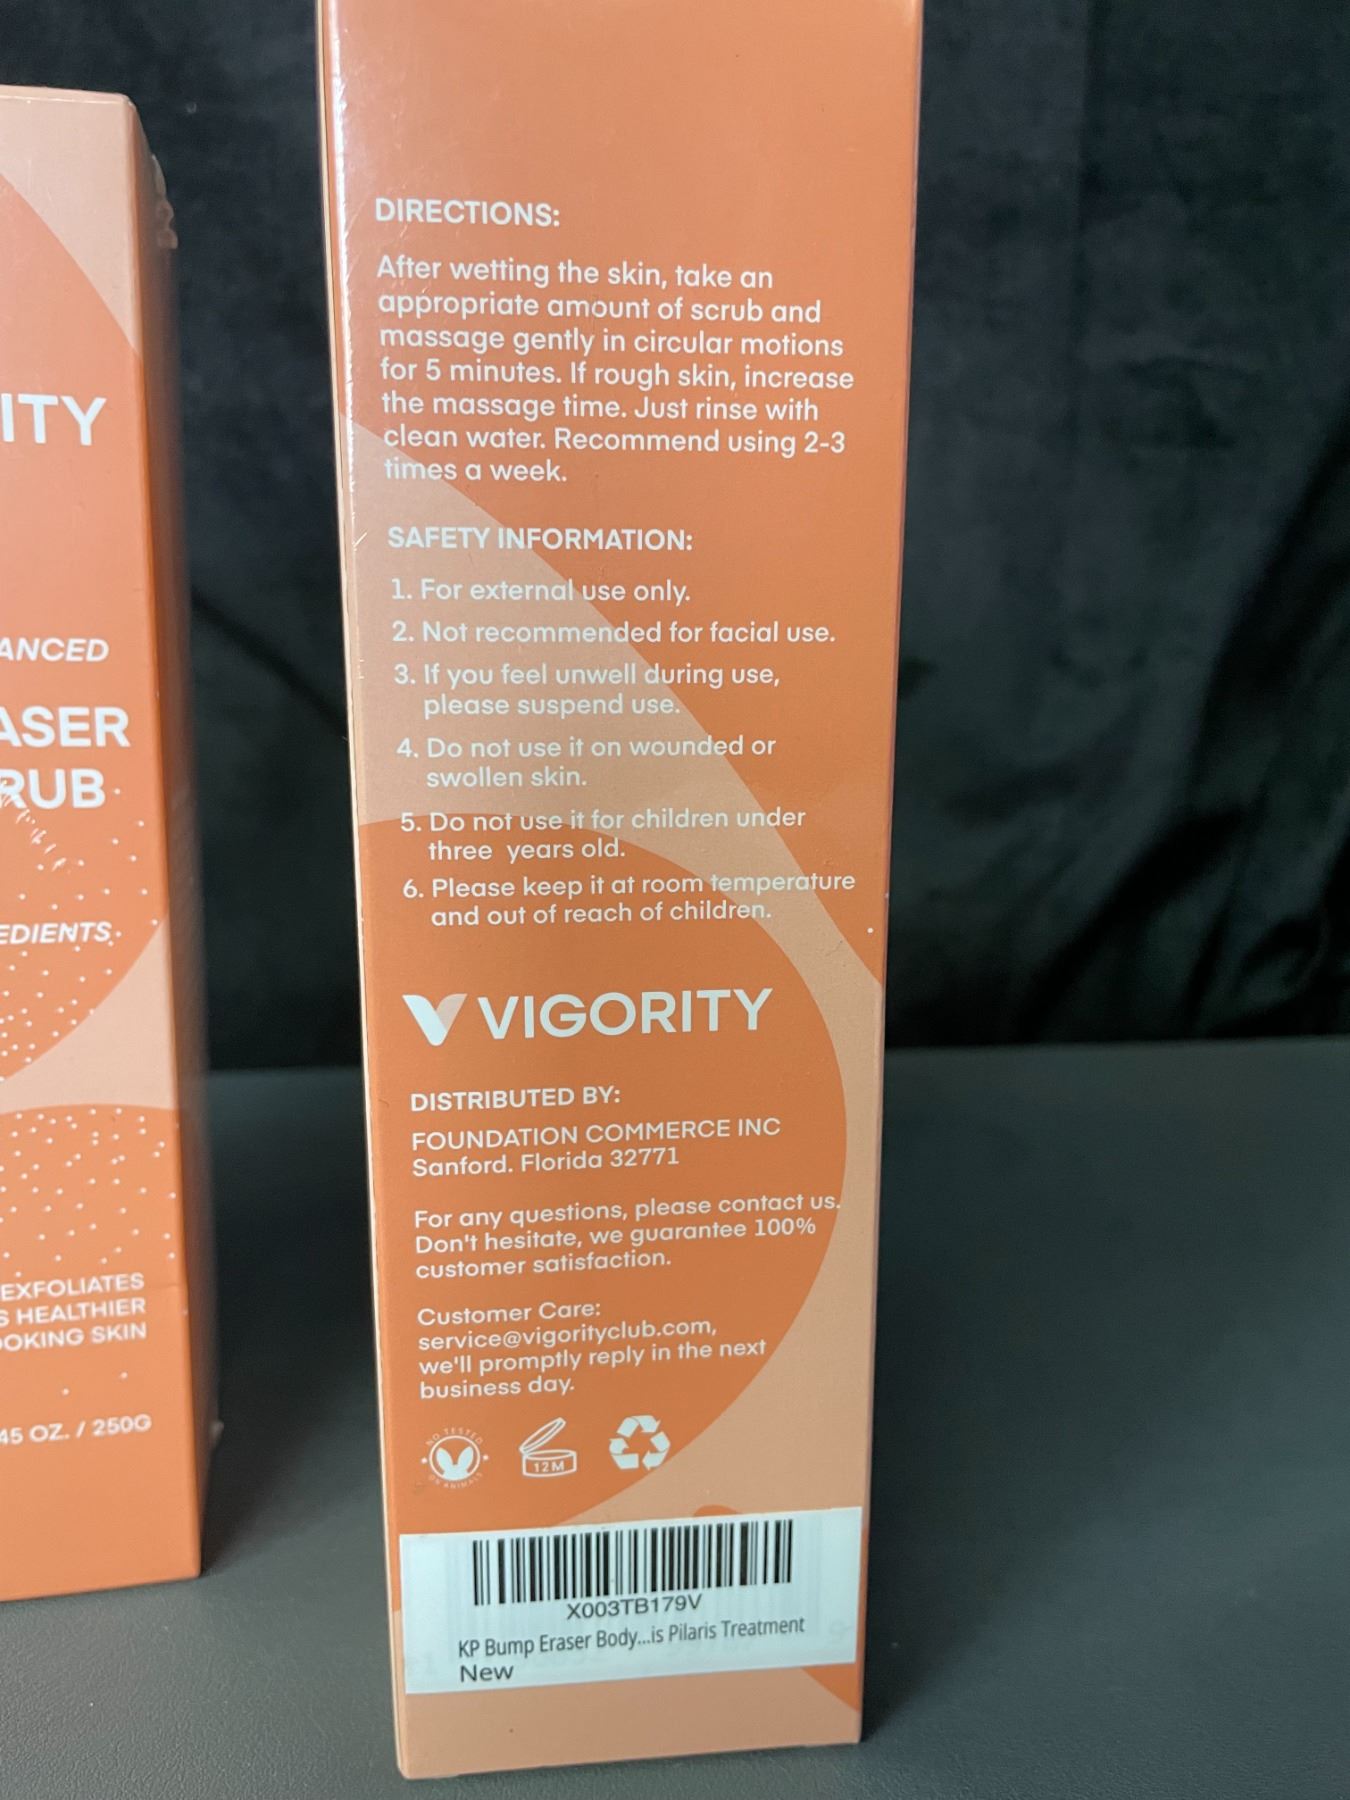 ITY
ANCED
ASER
RUB
EDIENTS
EXFOLIATES
S HEALTHIER
OOKING SKIN
45 OZ. / 250G
DIRECTIONS:
After wetting the skin, take an
appropriate amount of scrub and
massage gently in circular motions
for 5 minutes. If rough skin, increase
the massage time. Just rinse with
clean water. Recommend using 2-3
times a week.
SAFETY INFORMATION:
1. For external use only.
2. Not recommended for facial use.
3. If you feel unwell during use,
please suspend use.
4. Do not use it on wounded or
swollen skin.
5. Do not use it for children under
three years old.
6. Please keep it at room temperature
and out of reach of children.
VIGORITY
DISTRIBUTED BY:
FOUNDATION COMMERCE INC
Sanford. Florida 32771
For any questions, please contact us.
Don't hesitate, we guarantee 100%
customer satisfaction.
Customer Care:
service@vigorityclub.com,
we'll promptly reply in the next
business day.
NO TESTED
ON ANIMALS
12M
X003TB179V
KP Bump Eraser Body...is Pilaris Treatment
New